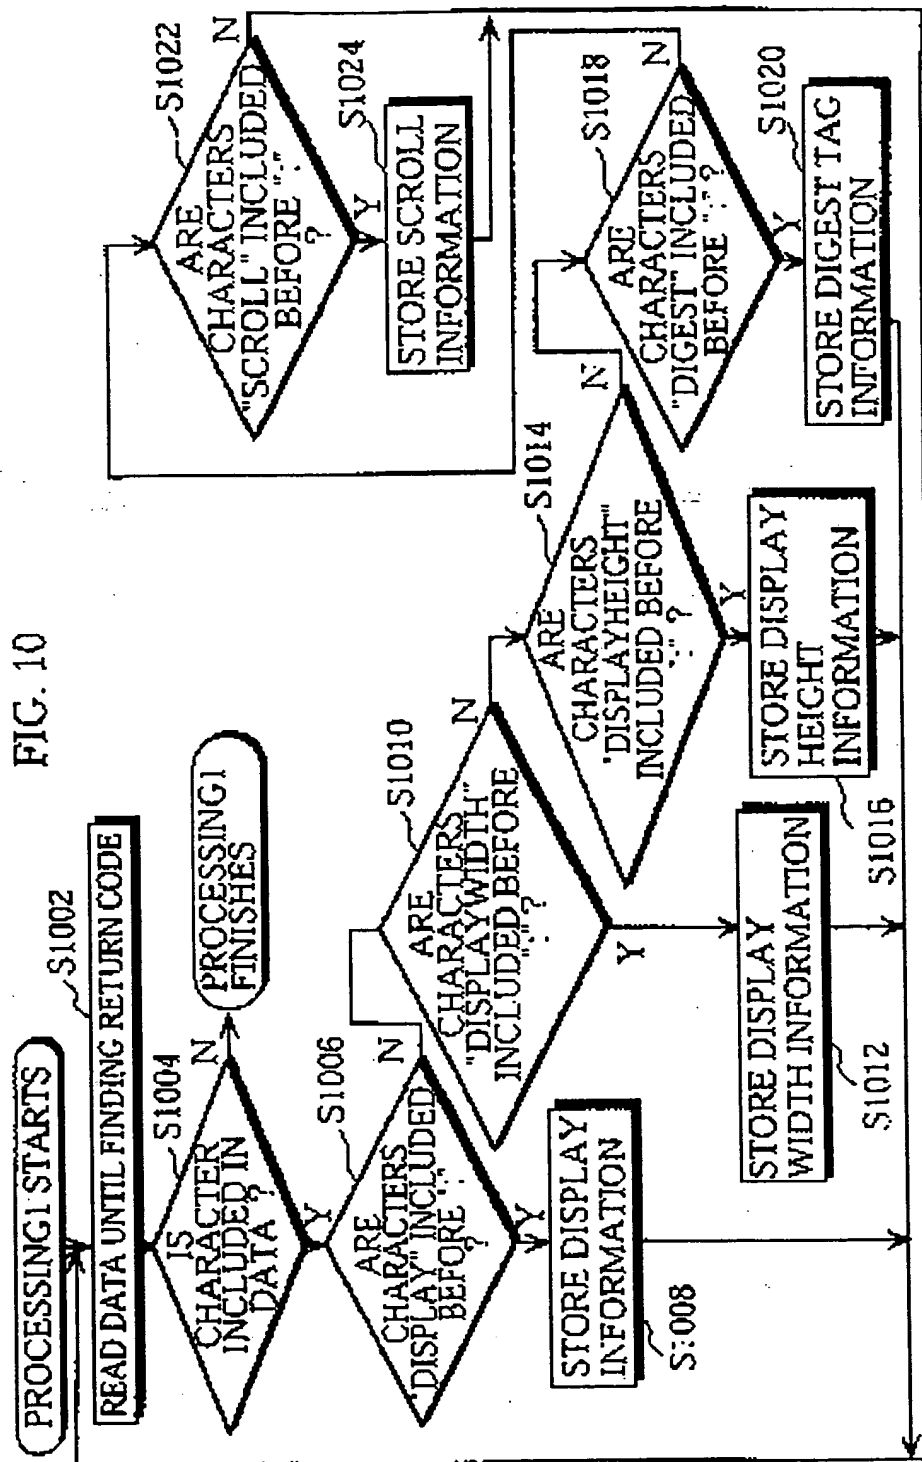 FIG. 10
PROCESSING1 STARTS
S1002
READ DATA UNTIL FINDING RETURN CODE
S1004
IS
CHARACTER
INCLUDED IN
DATA ?
N
Y
PROCESSING1
FINISHES
S1006
ARE
CHARACTERS
"DISPLAY" INCLUDED
BEFORE ":"
?
N
Y
STORE DISPLAY
INFORMATION
S1008
S1010
ARE
CHARACTERS
"DISPLAYWIDTH"
INCLUDED BEFORE
":" ?
N
Y
STORE DISPLAY
WIDTH INFORMATION
S1012
S1014
ARE
CHARACTERS
"DISPLAYHEIGHT"
INCLUDED BEFORE
":" ?
N
Y
STORE DISPLAY
HEIGHT
INFORMATION
S1016
S1018
ARE
CHARACTERS
"DIGEST" INCLUDED
BEFORE ":" ?
N
Y
S1020
STORE DIGEST TAG
INFORMATION
S1022
ARE
CHARACTERS
"SCROLL" INCLUDED
BEFORE ":"
?
N
Y
S1024
STORE SCROLL
INFORMATION